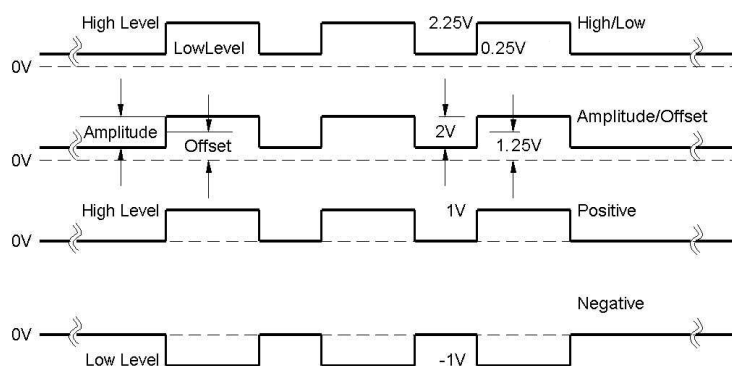 High Level 2.25V High/Low
LowLevel 0.25V
0V
Amplitude/Offset
Amplitude 2V
Offset 1.25V
0V
High Level 1V Positive
0V
Negative
0V
Low Level -1V